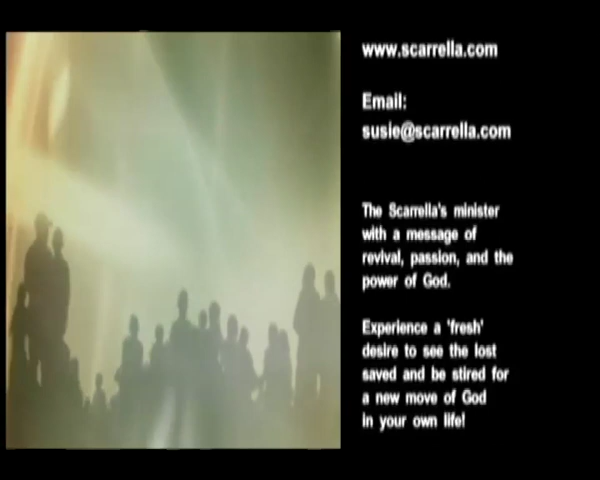 www.scarrella.com
Email:
susie@scarrella.com
The Scarrella's minister
with a message of
revival, passion, and the
power of God.
Experience a 'fresh'
desire to see the lost
saved and be stired for
a new move of God
in your own life!